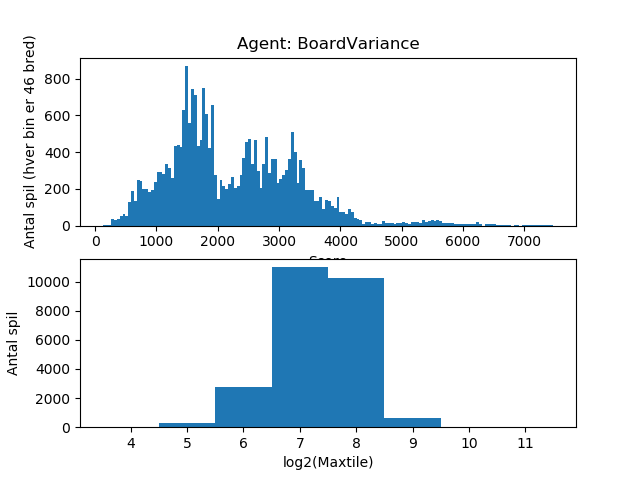 Agent: BoardVariance
Antal spil (hver bin er 46 bred)
800
600
400
200
0
0 1000 2000 3000 4000 5000 6000 7000
Antal spil
10000
8000
6000
4000
2000
0
4 5 6 7 8 9 10 11
log2(Maxtile)